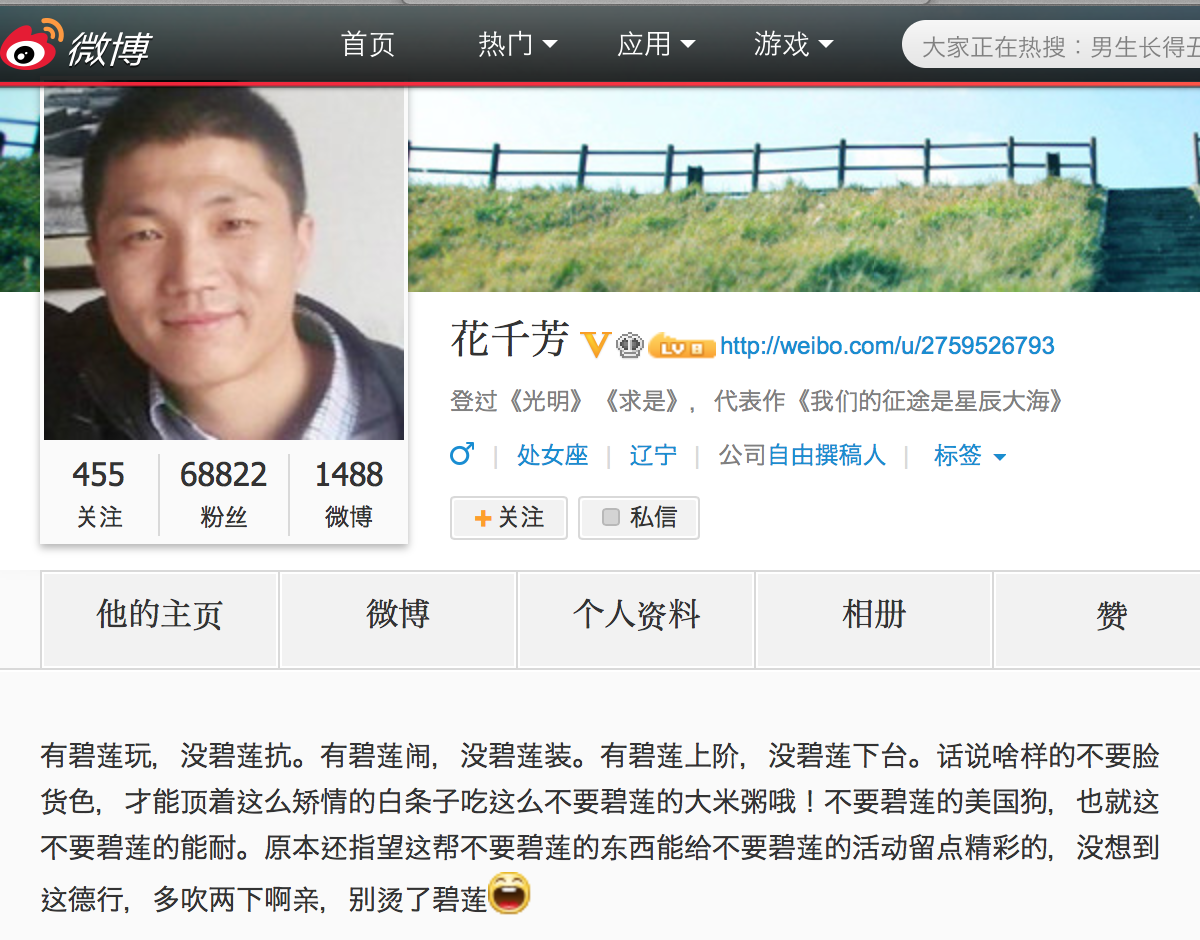 微博 首页 热门 应用 游戏 大家正在热搜：男生长得
花千芳 LV 8 http://weibo.com/u/2759526793
登过《光明》《求是》，代表作《我们的征途是星辰大海》
处女座 | 辽宁 | 公司自由撰稿人 | 标签
455 68822 1488
关注 粉丝 微博
+关注 私信
他的主页 微博 个人资料 相册 赞
有碧莲玩，没碧莲抗。有碧莲闹，没碧莲装。有碧莲上阶，没碧莲下台。话说啥样的不要脸
货色，才能顶着这么矫情的白条子吃这么不要碧莲的大米粥哦！不要碧莲的美国狗，也就这
不要碧莲的能耐。原本还指望这帮不要碧莲的东西能给不要碧莲的活动留点精彩的，没想到
这德行，多吹两下啊亲，别烫了碧莲